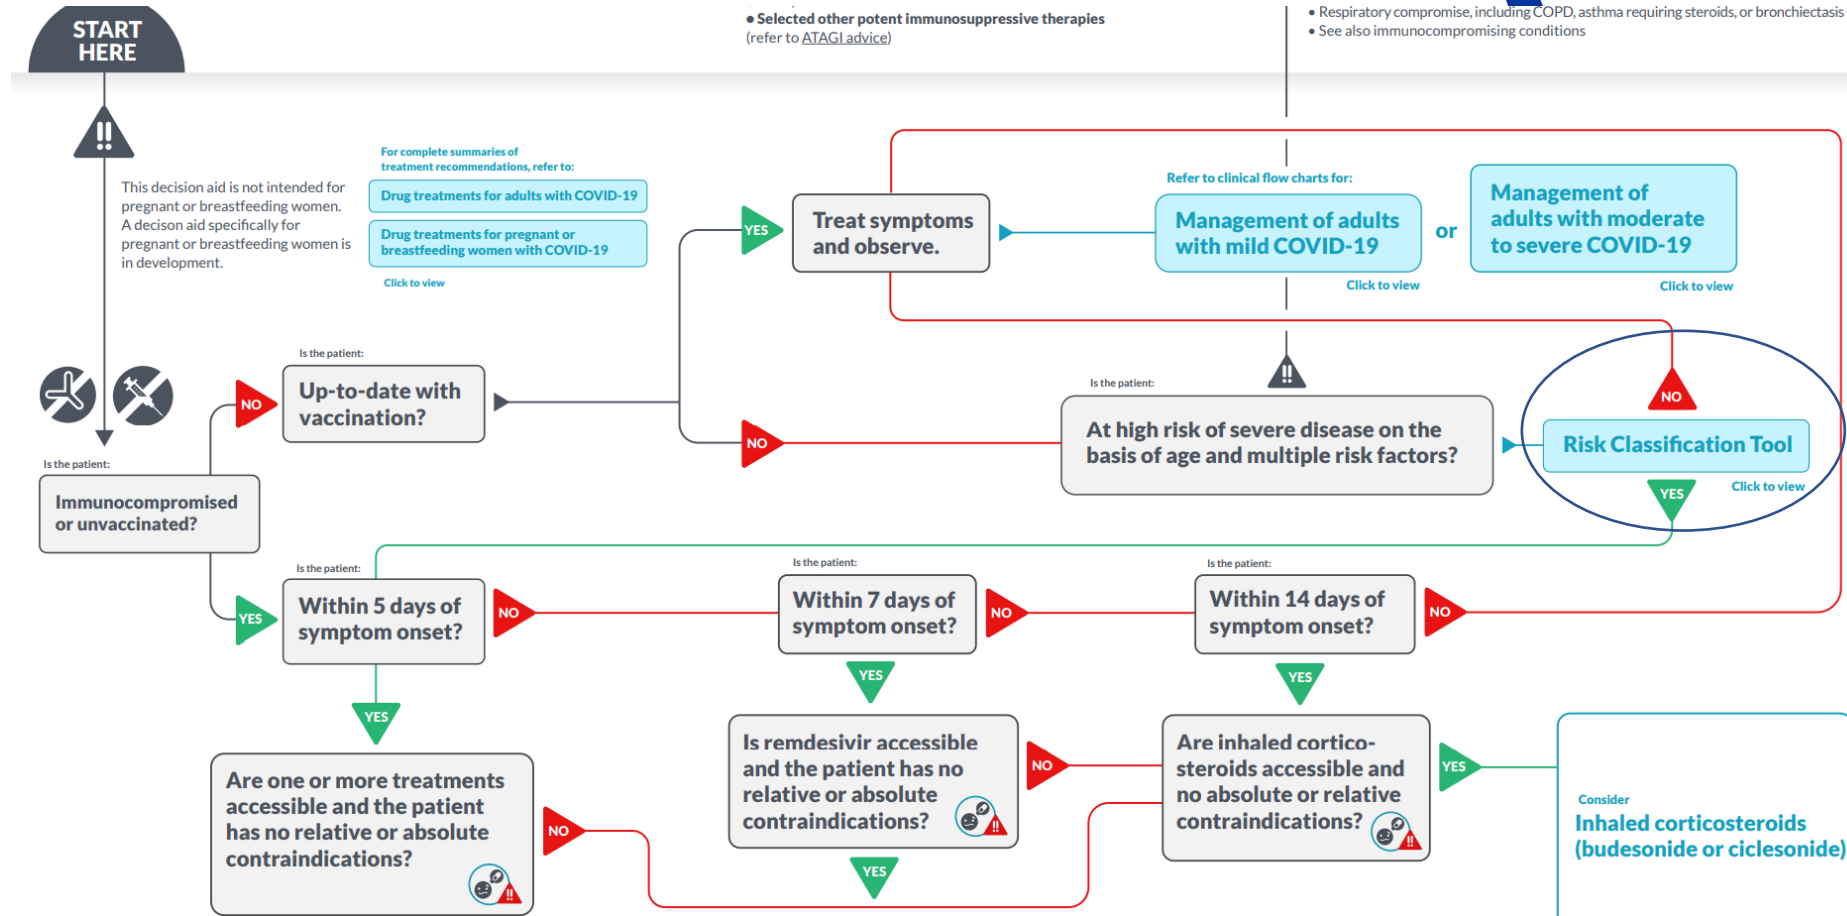 START
HERE
• Selected other potent immunosuppressive therapies
(refer to ATAGI advice)
• Respiratory compromise, including COPD, asthma requiring steroids, or bronchiectasis
• See also immunocompromising conditions
!!
This decision aid is not intended for
pregnant or breastfeeding women.
A decison aid specifically for
pregnant or breastfeeding women is
in development.
For complete summaries of
treatment recommendations, refer to:
Drug treatments for adults with COVID-19
Drug treatments for pregnant or
breastfeeding women with COVID-19
Click to view
YES
Treat symptoms
and observe.
Refer to clinical flow charts for:
Management of adults
with mild COVID-19
Click to view
or
Management of
adults with moderate
to severe COVID-19
Click to view
Is the patient:
Up-to-date with
vaccination?
NO
NO
!!
Is the patient:
At high risk of severe disease on the
basis of age and multiple risk factors?
NO
Risk Classification Tool
Click to view
YES
Is the patient:
Immunocompromised
or unvaccinated?
YES
Is the patient:
Within 5 days of
symptom onset?
NO
Is the patient:
Within 7 days of
symptom onset?
NO
Is the patient:
Within 14 days of
symptom onset?
NO
YES
YES
YES
Are one or more treatments
accessible and the patient
has no relative or absolute
contraindications?
!!
NO
Is remdesivir accessible
and the patient has no
relative or absolute
contraindications?
!!
NO
YES
Are inhaled cortico-
steroids accessible and
no absolute or relative
contraindications?
!!
YES
Consider
Inhaled corticosteroids
(budesonide or ciclesonide)